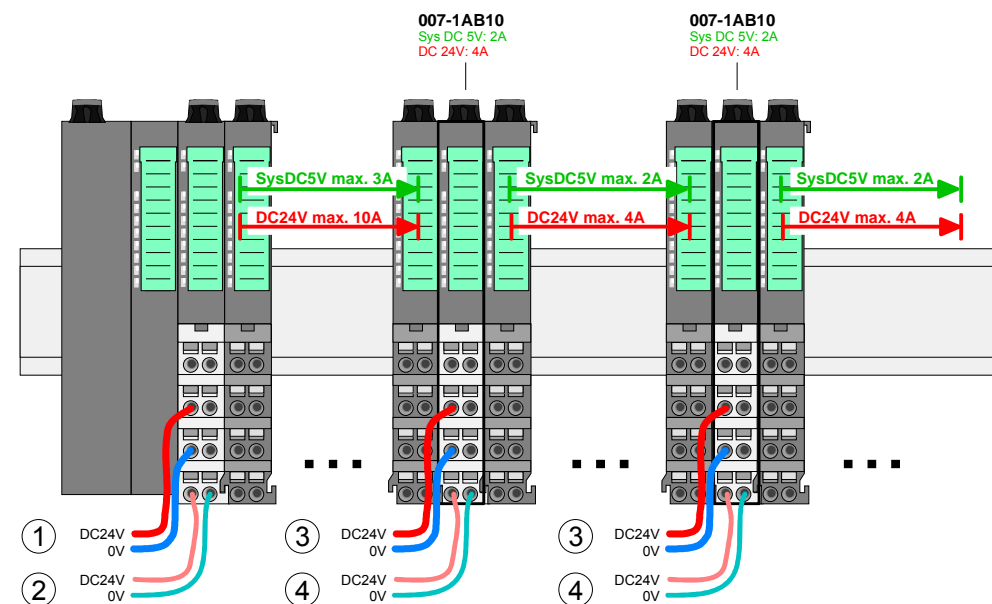 007-1AB10
Sys DC 5V: 2A
DC 24V: 4A
007-1AB10
Sys DC 5V: 2A
DC 24V: 4A
SysDC5V max. 3A
SysDC5V max. 2A
SysDC5V max. 2A
DC24V max. 10A
DC24V max. 4A
DC24V max. 4A
1
DC24V
0V
3
DC24V
0V
3
DC24V
0V
2
DC24V
0V
4
DC24V
0V
4
DC24V
0V